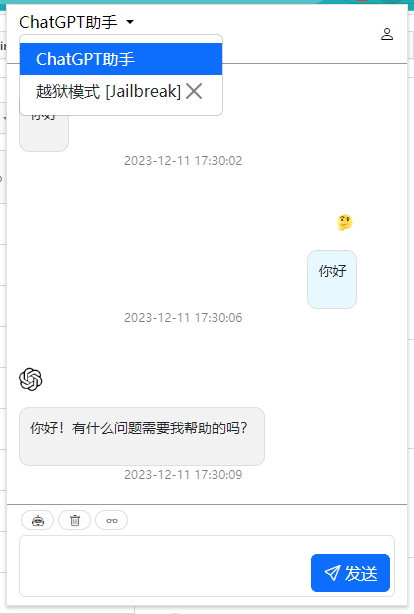 ChatGPT助手
ChatGPT助手
越狱模式 [Jailbreak]
你好
2023-12-11 17:30:02
你好
2023-12-11 17:30:06
你好！有什么问题需要我帮助的吗？
2023-12-11 17:30:09
发送